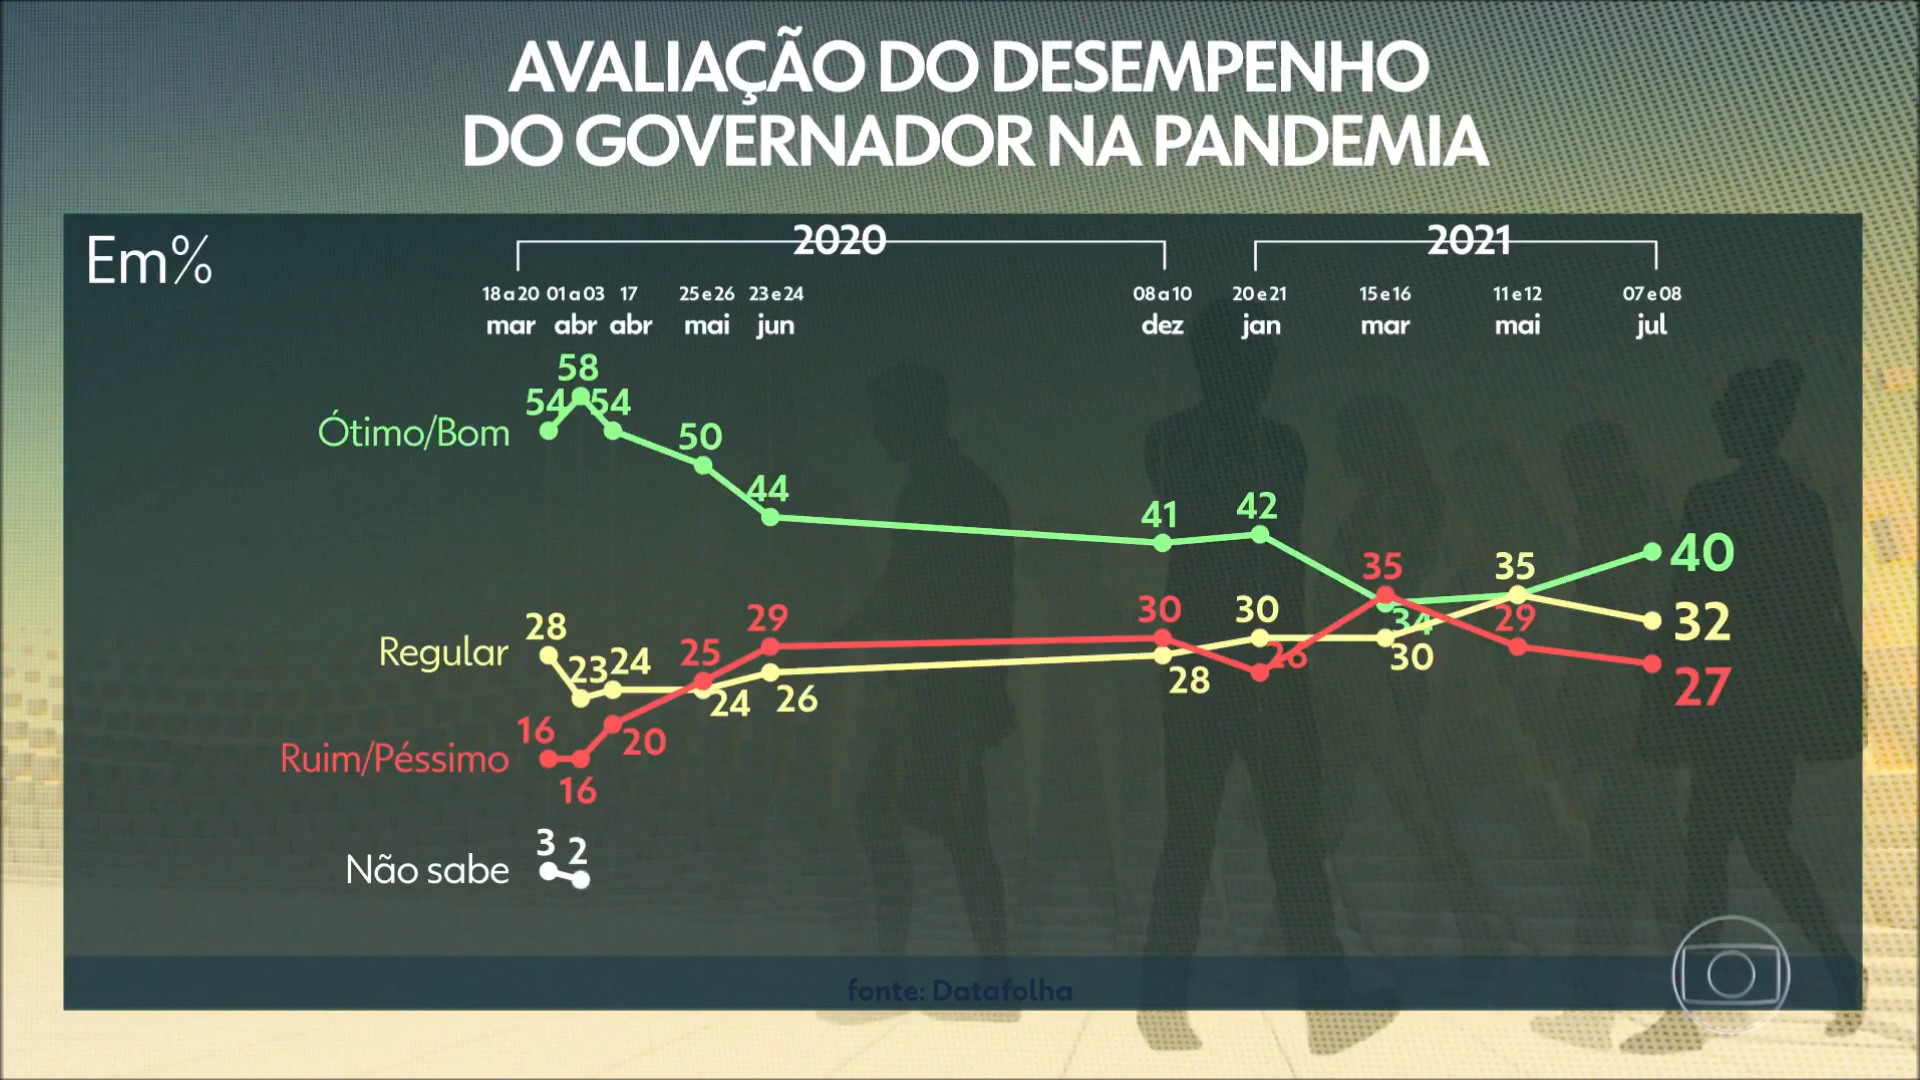 AVALIAÇÃO DO DESEMPENHO
DO GOVERNADOR NA PANDEMIA
Em%
2020 2021
18 a 20 01 a 03 17 25 e 26 23 e 24 08 a 10 20 e 21 15 e 16 11 e 12 07 e 08
mar abr abr mai jun dez jan mar mai jul
Ótimo/Bom 54 58 54 50 44 41 42 34 35 40
Regular 28 23 24 24 26 28 30 30 32
Ruim/Péssimo 16 16 20 25 29 30 26 35 29 27
Não sabe 3 2
fonte: Datafolha